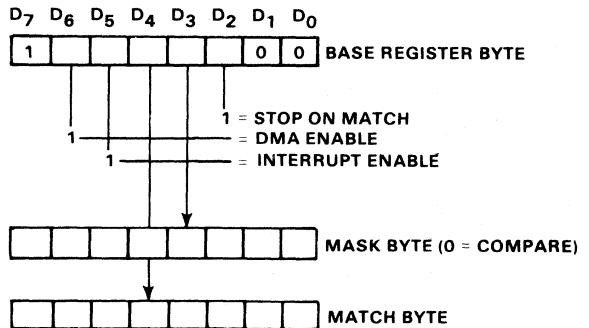 D7 D6 D5 D4 D3 D2 D1 D0
1 0 0 BASE REGISTER BYTE
1 = STOP ON MATCH
1 = DMA ENABLE
1 = INTERRUPT ENABLE
MASK BYTE (0 = COMPARE)
MATCH BYTE